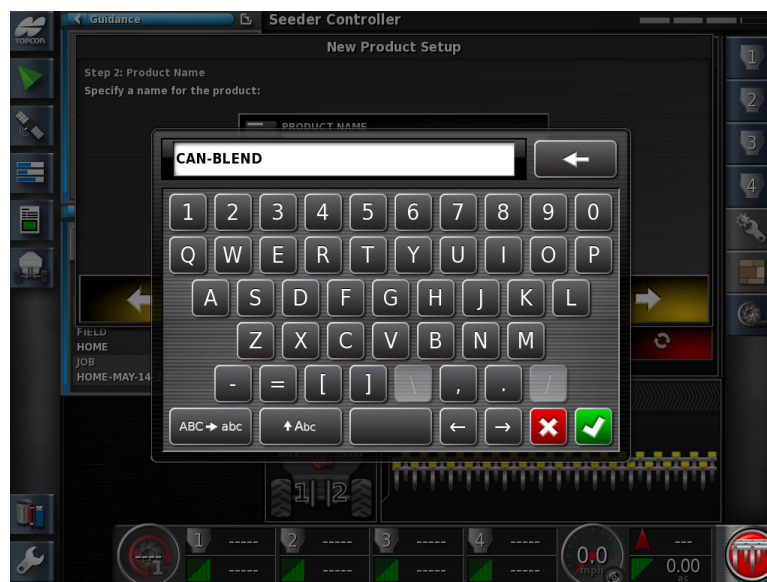 TOPCON
Guidance
Seeder Controller
New Product Setup
Step 2: Product Name
Specify a name for the product:
PRODUCT NAME
CAN-BLEND
1 2 3 4 5 6 7 8 9 0
Q W E R T Y U I O P
A S D F G H J K L
Z X C V B N M
- = [ ] \ , . /
ABC → abc
Abc
← →
1
2
3
4
FIELD
HOME
JOB
HOME-MAY-14-
1 2
1
1 -----
-----
2 -----
-----
3 -----
-----
4 -----
-----
0.0
mph
---
0.00
ac